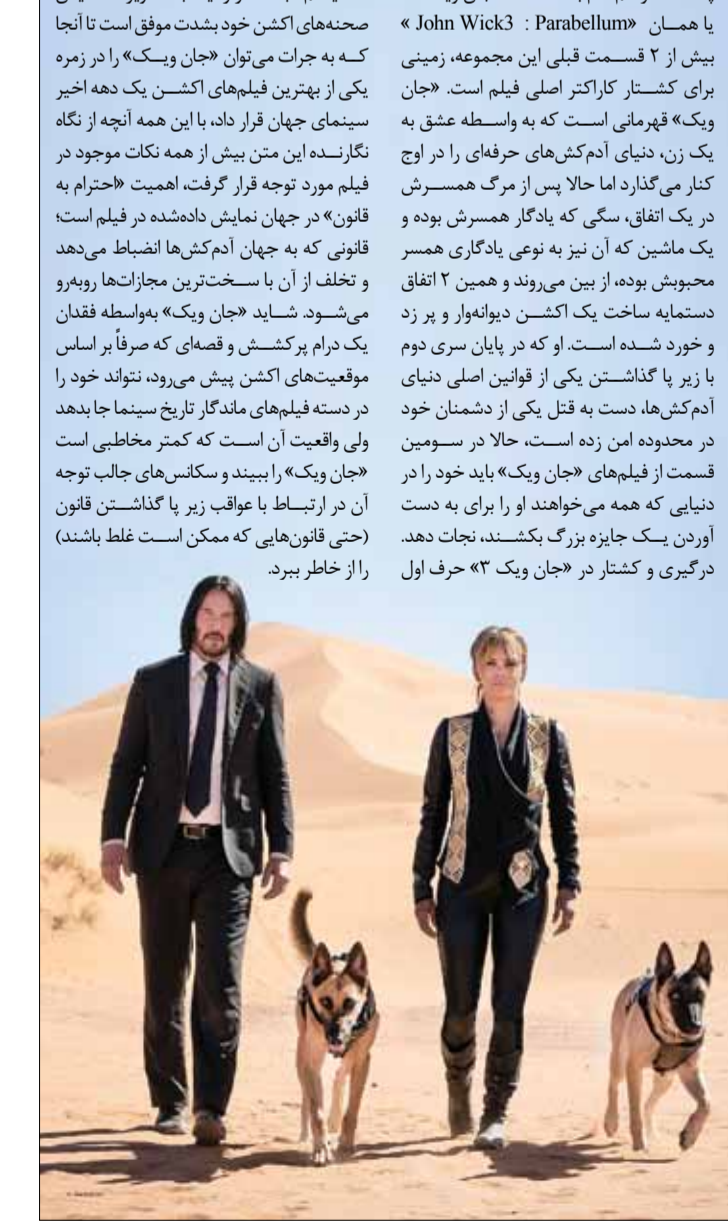 یا همان «John Wick3 : Parabellum»
بیش از ۲ قسمت قبلی این مجموعه، زمینی
برای کشتار کاراکتر اصلی فیلم است. «جان
ویک» قهرمانی است که به واسطه عشق به
یک زن، دنیای آدم‌کش‌های حرفه‌ای را در اوج
کنار می‌گذارد اما حالا پس از مرگ همسرش
در یک اتفاق، سگی که یادگار همسرش بوده و
یک ماشین که آن نیز به نوعی یادگاری همسر
محبوبش بوده، از بین می‌روند و همین ۲ اتفاق
دستمایه ساخت یک اکشن دیوانه‌وار و پر زد
و خورد شده است. او که در پایان سری دوم
با زیر پا گذاشتن یکی از قوانین اصلی دنیای
آدم‌کش‌ها، دست به قتل یکی از دشمنان خود
در محدوده امن زده است، حالا در سومین
قسمت از فیلم‌های «جان ویک» باید خود را در
دنیایی که همه می‌خواهند او را برای به دست
آوردن یک جایزه بزرگ بکشند، نجات دهد.
درگیری و کشتار در «جان ویک ۳» حرف اول
صحنه‌های اکشن خود بشدت موفق است تا آنجا
که به جرات می‌توان «جان ویک» را در زمره
یکی از بهترین فیلم‌های اکشن یک دهه اخیر
سینمای جهان قرار داد، با این همه آنچه از نگاه
نگارنده این متن بیش از همه نکات موجود در
فیلم مورد توجه قرار گرفت، اهمیت «احترام به
قانون» در جهان نمایش داده‌شده در فیلم است؛
قانونی که به جهان آدم‌کش‌ها انضباط می‌دهد
و تخلف از آن با سخت‌ترین مجازات‌ها روبه‌رو
می‌شود. شاید «جان ویک» به‌واسطه فقدان
یک درام پرکشش و قصه‌ای که صرفاً بر اساس
موقعیت‌های اکشن پیش می‌رود، نتواند خود را
در دسته فیلم‌های ماندگار تاریخ سینما جا بدهد
ولی واقعیت آن است که کمتر مخاطبی است
«جان ویک» را ببیند و سکانس‌های جالب توجه
آن در ارتباط با عواقب زیر پا گذاشتن قانون
(حتی قانون‌هایی که ممکن است غلط باشند)
را از خاطر ببرد.